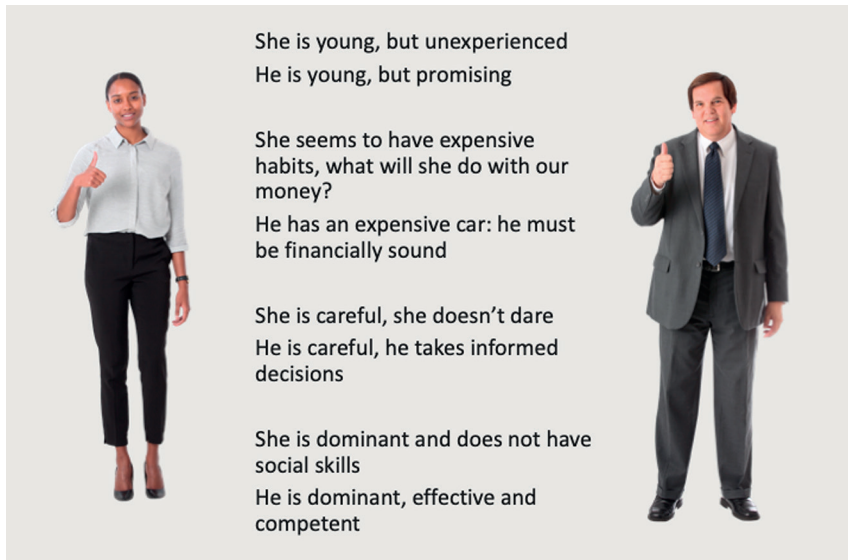 She is young, but unexperienced
He is young, but promising
She seems to have expensive
habits, what will she do with our
money?
He has an expensive car: he must
be financially sound
She is careful, she doesn’t dare
He is careful, he takes informed
decisions
She is dominant and does not have
social skills
He is dominant, effective and
competent